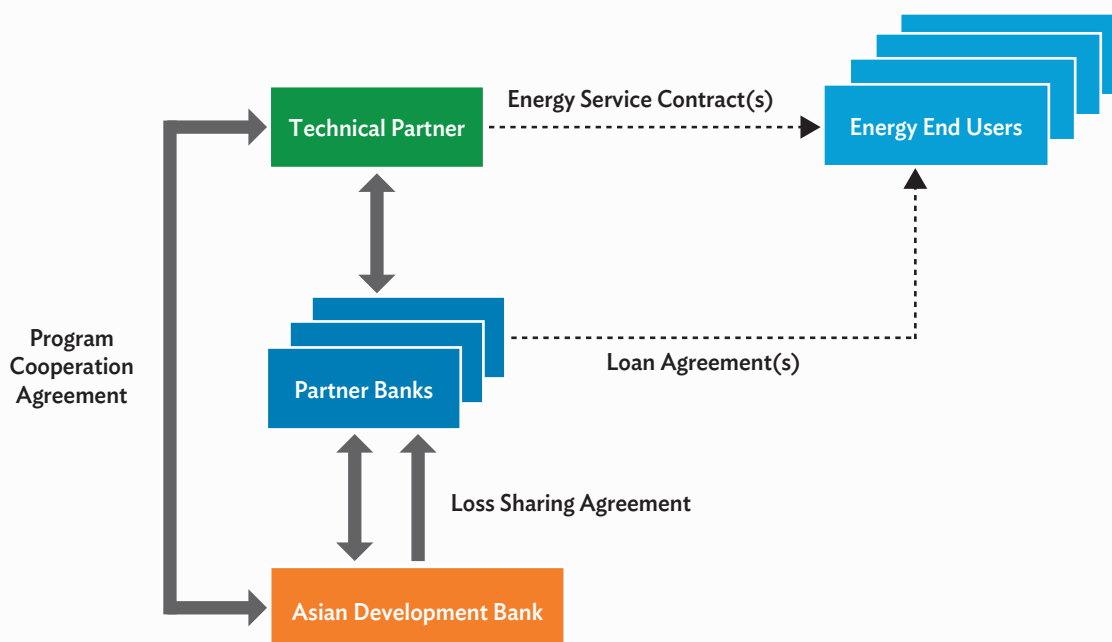 Energy Service Contract(s)
Technical Partner
Energy End Users
Program
Cooperation
Agreement
Loan Agreement(s)
Partner Banks
Loss Sharing Agreement
Asian Development Bank